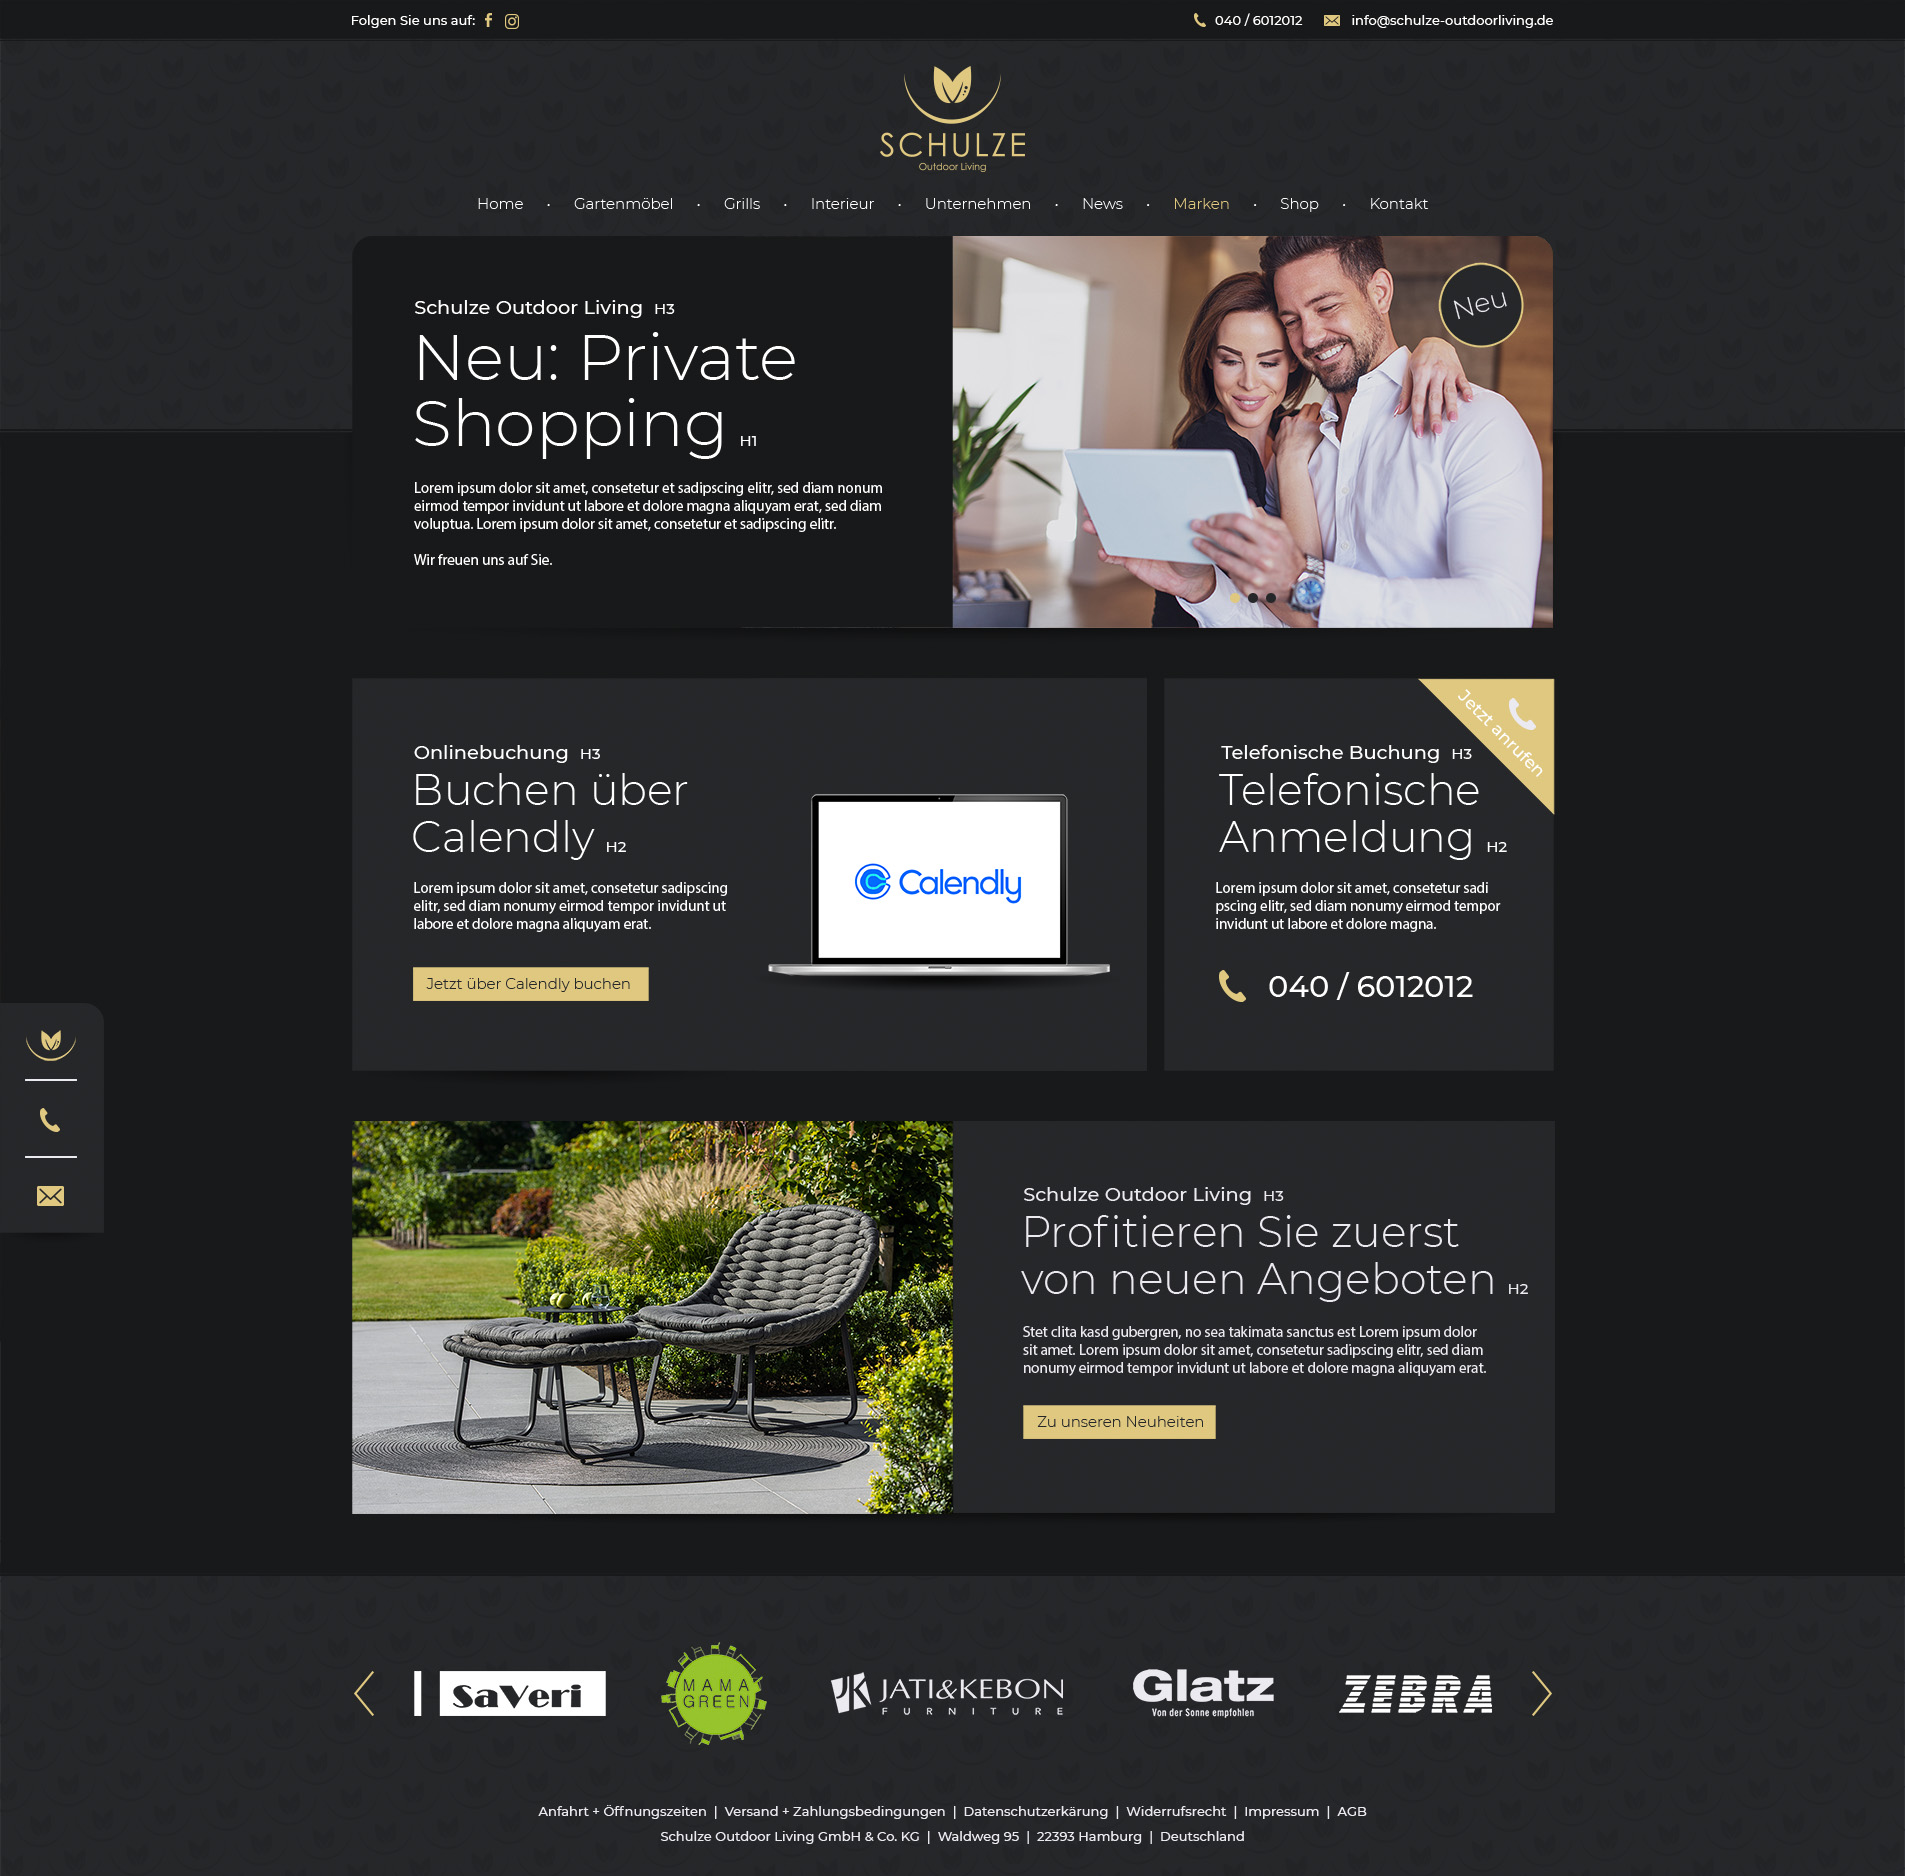 Folgen Sie uns auf:
040 / 6012012
info@schulze-outdoorliving.de
SCHULZE
Outdoor Living
Home · Gartenmöbel · Grills · Interieur · Unternehmen · News · Marken · Shop · Kontakt
Schulze Outdoor Living H3
Neu: Private
Shopping H1
Lorem ipsum dolor sit amet, consetetur et sadipscing elitr, sed diam nonum
eirmod tempor invidunt ut labore et dolore magna aliquyam erat, sed diam
voluptua. Lorem ipsum dolor sit amet, consetetur et sadipscing elitr.
Wir freuen uns auf Sie.
Neu
Onlinebuchung H3
Buchen über
Calendly H2
Lorem ipsum dolor sit amet, consetetur sadipscing
elitr, sed diam nonumy eirmod tempor invidunt ut
labore et dolore magna aliquyam erat.
Jetzt über Calendly buchen
Calendly
Jetzt anrufen
Telefonische Buchung H3
Telefonische
Anmeldung H2
Lorem ipsum dolor sit amet, consetetur sadi
pscing elitr, sed diam nonumy eirmod tempor
invidunt ut labore et dolore magna.
040 / 6012012
Schulze Outdoor Living H3
Profitieren Sie zuerst
von neuen Angeboten H2
Stet clita kasd gubergren, no sea takimata sanctus est Lorem ipsum dolor
sit amet. Lorem ipsum dolor sit amet, consetetur sadipscing elitr, sed diam
nonumy eirmod tempor invidunt ut labore et dolore magna aliquyam erat.
Zu unseren Neuheiten
SaVeri
MAMA
GREEN
JATI&KEBON
FURNITURE
Glatz
Von der Sonne empfohlen
ZEBRA
Anfahrt + Öffnungszeiten | Versand + Zahlungsbedingungen | Datenschutzerkärung | Widerrufsrecht | Impressum | AGB
Schulze Outdoor Living GmbH & Co. KG | Waldweg 95 | 22393 Hamburg | Deutschland